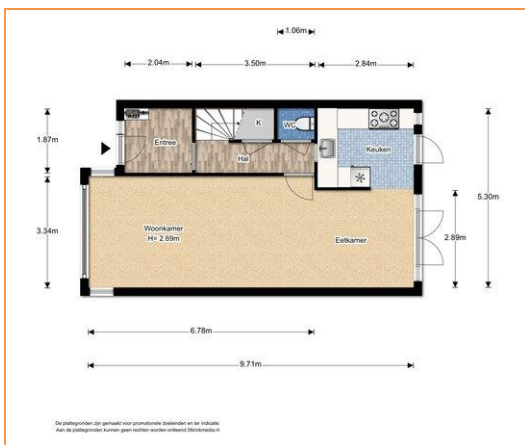 1.06m
2.04m
3.50m
2.84m
1.87m
Entree
K
WC
Hal
Keuken
5.30m
3.34m
Woonkamer
H= 2.69m
Eetkamer
2.89m
6.78m
9.71m
De plattegronden zijn gemaakt voor promotionele doeleinden en ter indicatie.
Aan de plattegronden kunnen geen rechten worden ontleend ©brickmedia.nl